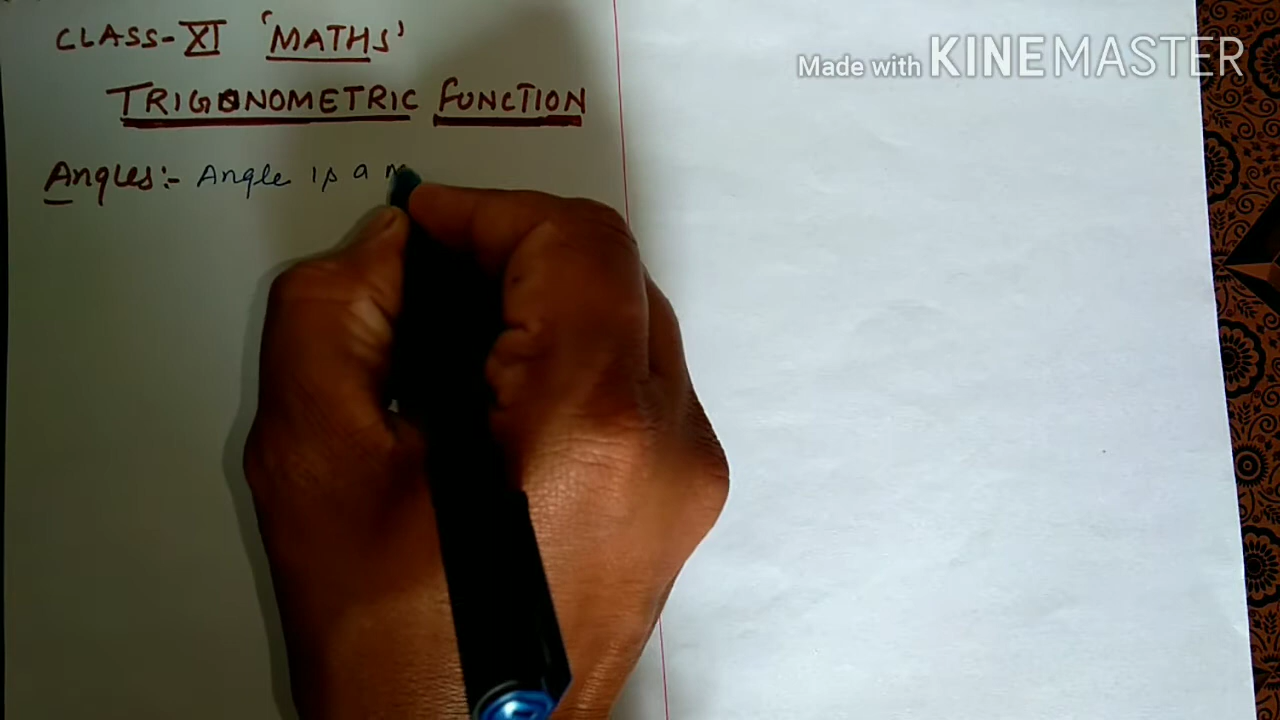 CLASS-XI 'MATHS'
Made with KINEMASTER
TRIGONOMETRIC FUNCTION
Angles:- Angle is a